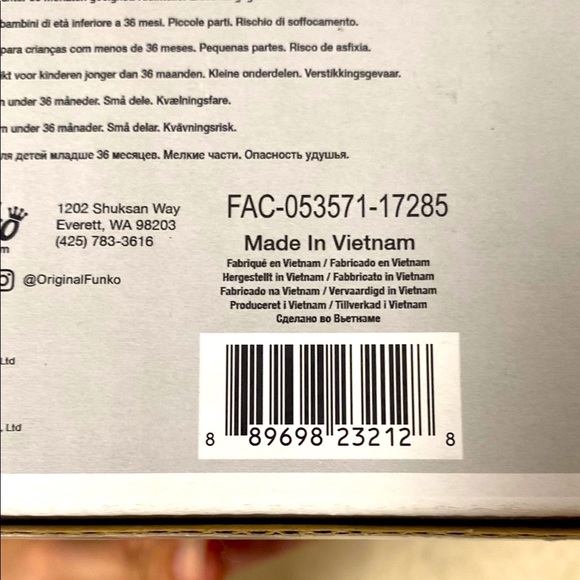 bambini di età inferiore a 36 mesi. Piccole parti. Rischio di soffocamento.
para crianças com menos de 36 meses. Pequenas partes. Risco de asfixia.
ikt voor kinderen jonger dan 36 maanden. Kleine onderdelen. Verstikkingsgevaar.
under 36 måneder. Små dele. Kvælningsfare.
under 36 månader. Små delar. Kvävningsrisk.
ля детей младше 36 месяцев. Мелкие части. Опасность удушья.
1202 Shuksan Way
Everett, WA 98203
(425) 783-3616
@OriginalFunko
Ltd
, Ltd
FAC-053571-17285
Made In Vietnam
Fabriqué en Vietnam / Fabricado en Vietnam
Hergestellt in Vietnam / Fabbricato in Vietnam
Fabricado na Vietnam / Vervaardigd in Vietnam
Produceret i Vietnam / Tillverkad i Vietnam
Сделано во Вьетнаме
8 89698 23212 8